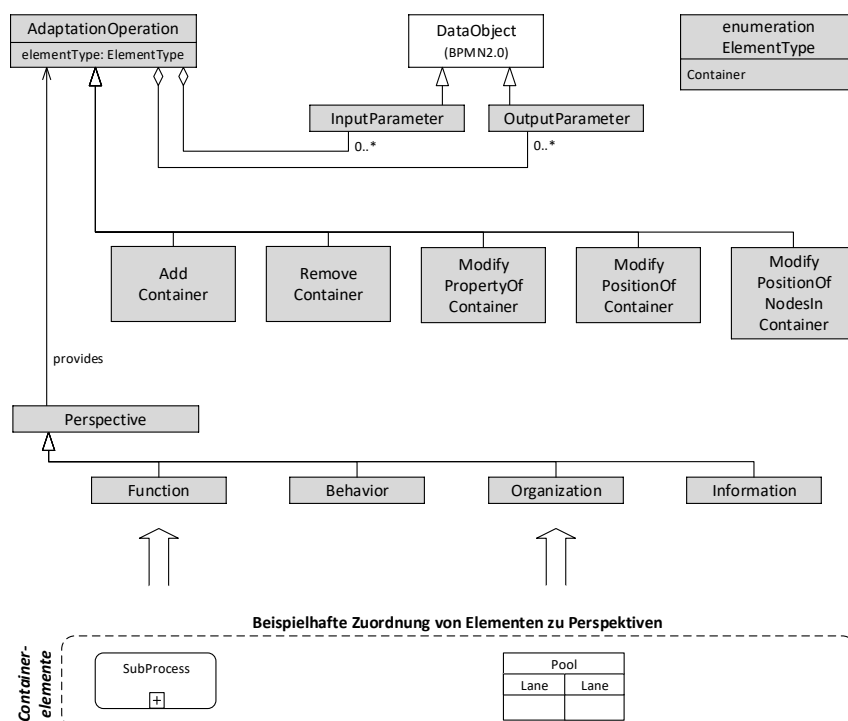 AdaptationOperation
elementType: ElementType
DataObject
(BPMN2.0)
enumeration
ElementType
Container
InputParameter
OutputParameter
0..*
0..*
Add
Container
Remove
Container
Modify
PropertyOf
Container
Modify
PositionOf
Container
Modify
PositionOf
NodesIn
Container
provides
Perspective
Function
Behavior
Organization
Information
Beispielhafte Zuordnung von Elementen zu Perspektiven
Container-
elemente
SubProcess
+
Pool
Lane
Lane